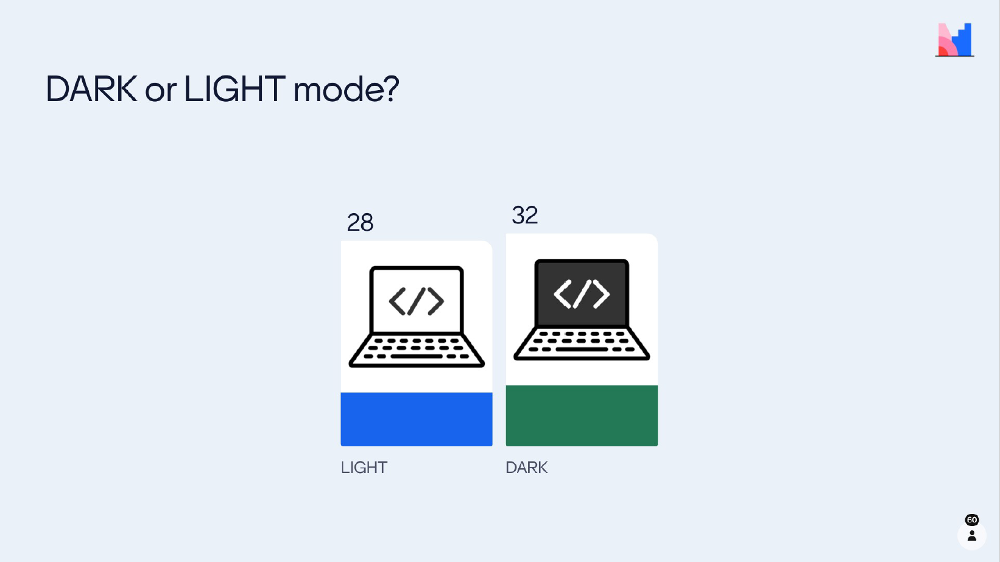 DARK or LIGHT mode?
28
32
</>
</>
LIGHT
DARK
60